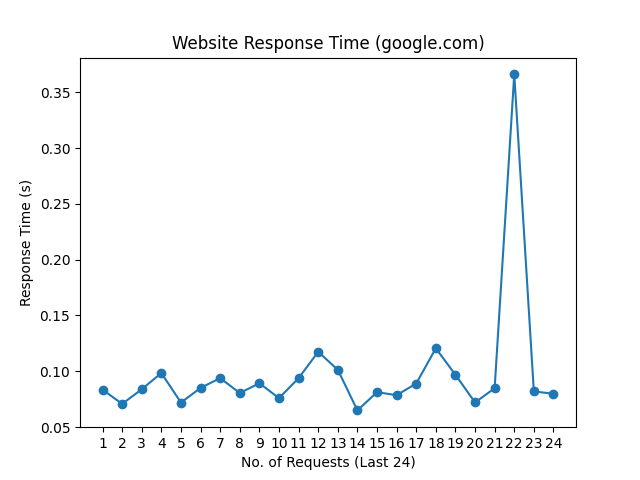 Website Response Time (google.com)
0.35
0.30
0.25
0.20
0.15
0.10
0.05
Response Time (s)
1 2 3 4 5 6 7 8 9 10 11 12 13 14 15 16 17 18 19 20 21 22 23 24
No. of Requests (Last 24)